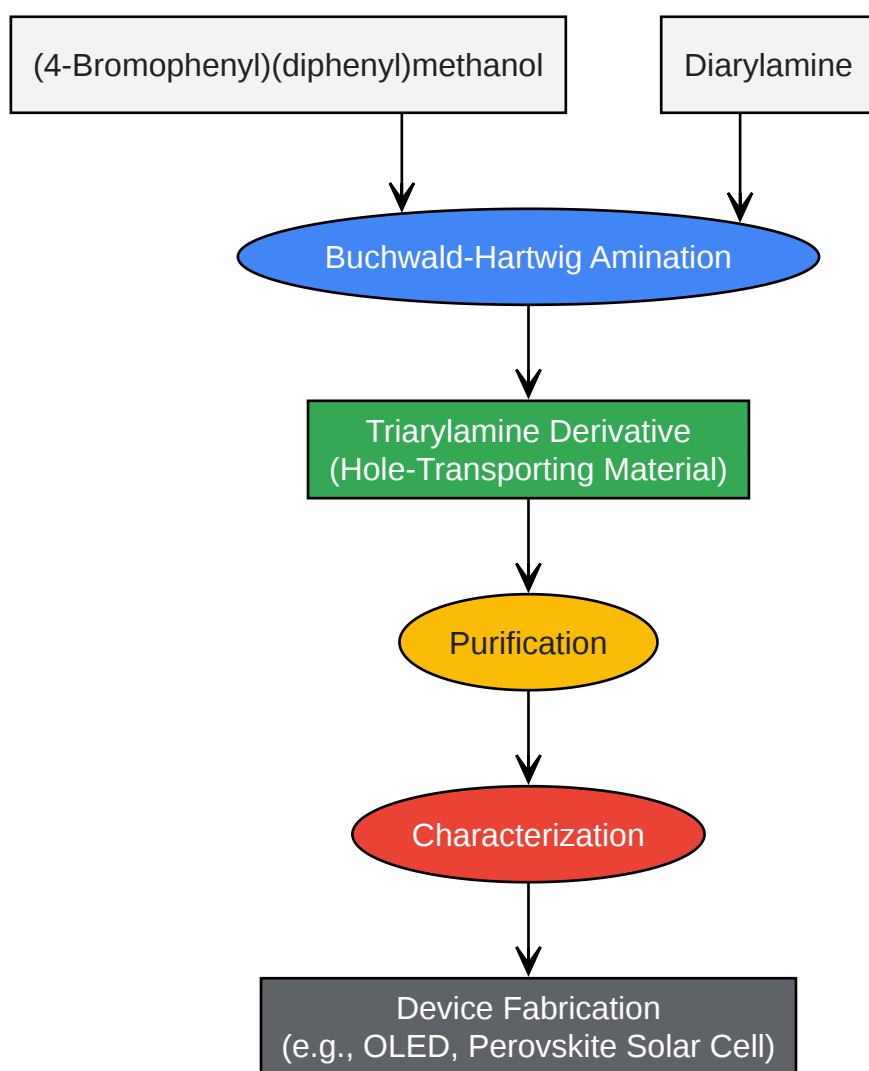 (4-Bromophenyl)(diphenyl)methanol
Diarylamine
Buchwald-Hartwig Amination
Triarylamine Derivative
(Hole-Transporting Material)
Purification
Characterization
Device Fabrication
(e.g., OLED, Perovskite Solar Cell)